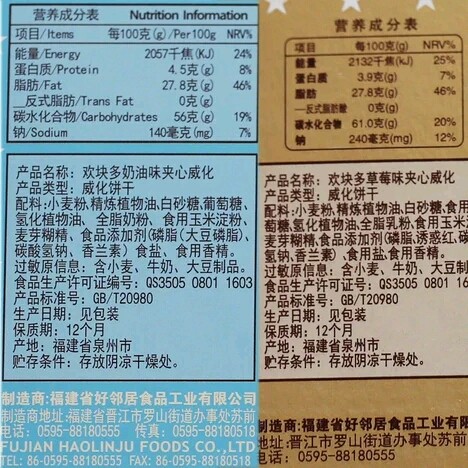 营养成分表 Nutrition Information
项目/Items 每100克(g)/Per100g NRV%
能量/Energy 2057千焦(KJ) 24%
蛋白质/Protein 4.5克(g) 8%
脂肪/Fat 27.8克(g) 46%
—反式脂肪/Trans Fat 0克(g)
碳水化合物/Carbohydrates 56克(g) 19%
钠/Sodium 140毫克(mg) 7%
产品名称: 欢块多奶油味夹心威化
产品类型: 威化饼干
配料:小麦粉,精炼植物油,白砂糖,葡萄糖,
氢化植物油, 全脂奶粉, 食用玉米淀粉,
麦芽糊精,食品添加剂(磷脂(大豆磷脂)、
碳酸氢钠、香兰素) 食盐、食用香精。
过敏原信息: 含小麦、牛奶、大豆制品。
食品生产许可证编号: QS3505 0801 1603
产品标准号: GB/T20980
生产日期: 见包装
保质期: 12个月
产地: 福建省泉州市
贮存条件: 存放阴凉干燥处。
制造商:福建省好邻居食品工业有限公司
制造商地址:福建省晋江市罗山街道办事处苏前
电话: 0595-88180555 传真: 0595-88180518
FUJIAN HAOLINJU FOODS CO.,LTD
TEL: 86-0595-88180555 FAX: 86-0595-88180518
营养成分表
项目 每100克(g) NRV%
能量 2132千焦(KJ) 25%
蛋白质 3.9克(g) 7%
脂肪 27.8克(g) 46%
—反式脂肪酸 0克(g)
碳水化合物 61.0克(g) 20%
钠 240毫克(mg) 12%
产品名称: 欢块多草莓味夹心威化
产品类型: 威化饼干
配料:小麦粉,精炼植物油,白砂糖,食用
萄糖,氢化植物油,全脂乳粉,食用玉米
麦芽糊精,食品添加剂(磷脂,诱惑红,碳
氢钠,香兰素) ,食用盐,食用香精。
过敏原信息: 含小麦、牛奶、大豆制品
食品生产许可证号: QS3505 0801 16
产品标准号: GB/T20980
生产日期: 见包装
保质期: 12个月
产地: 福建省泉州市
贮存条件: 存放阴凉干燥处。
制造商:福建省好邻居食品工业有限
地址:晋江市罗山街道办事处苏前
电话: 0595-88180555